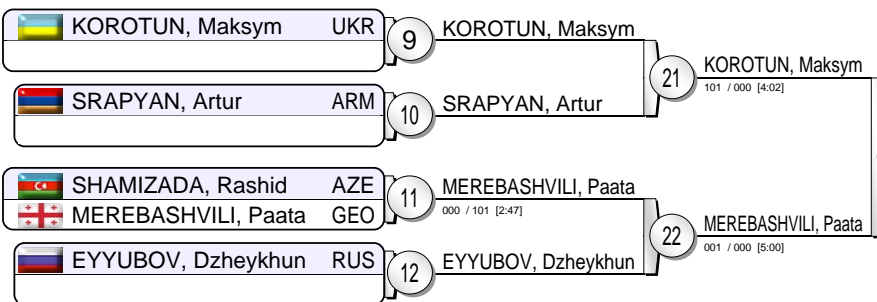 KOROTUN, Maksym UKR
9
KOROTUN, Maksym
21
KOROTUN, Maksym
101 / 000 [4:02]
SRAPYAN, Artur ARM
10
SRAPYAN, Artur
SHAMIZADA, Rashid AZE
MEREBASHVILI, Paata GEO
11
MEREBASHVILI, Paata
000 / 101 [2:47]
22
MEREBASHVILI, Paata
001 / 000 [5:00]
EYYUBOV, Dzheykhun RUS
12
EYYUBOV, Dzheykhun